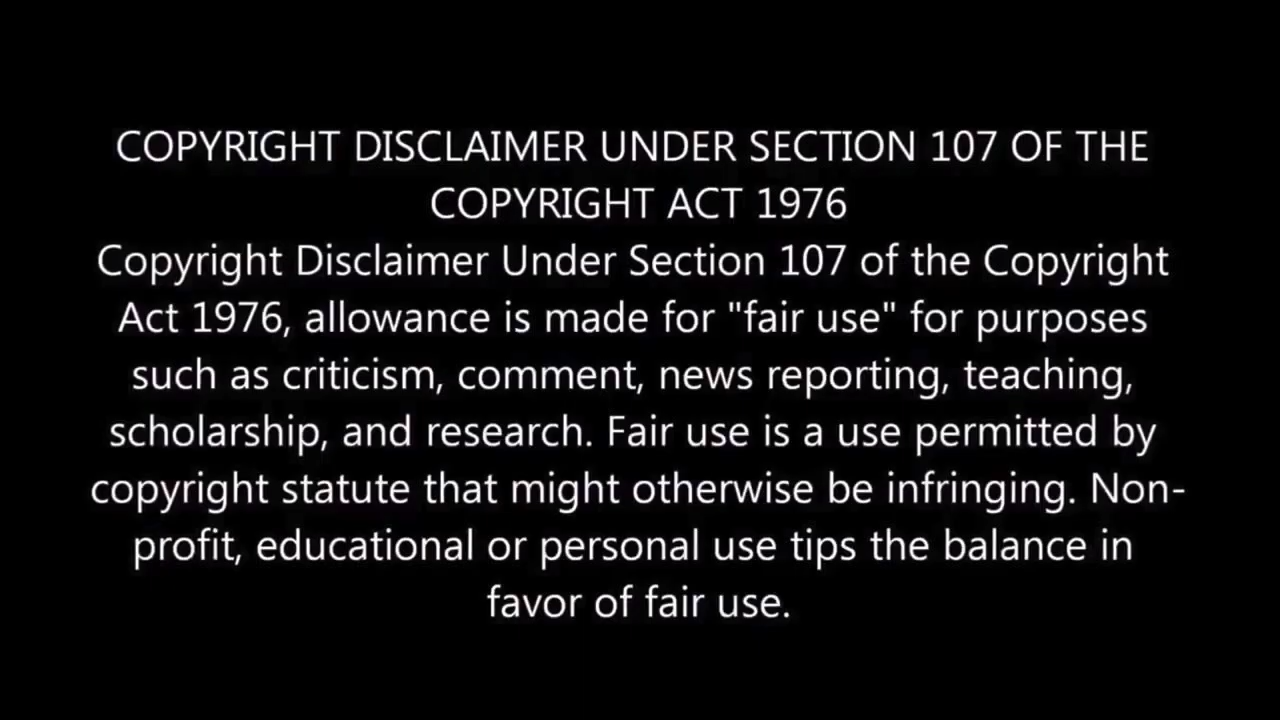 COPYRIGHT DISCLAIMER UNDER SECTION 107 OF THE
COPYRIGHT ACT 1976
Copyright Disclaimer Under Section 107 of the Copyright
Act 1976, allowance is made for "fair use" for purposes
such as criticism, comment, news reporting, teaching,
scholarship, and research. Fair use is a use permitted by
copyright statute that might otherwise be infringing. Non-
profit, educational or personal use tips the balance in
favor of fair use.